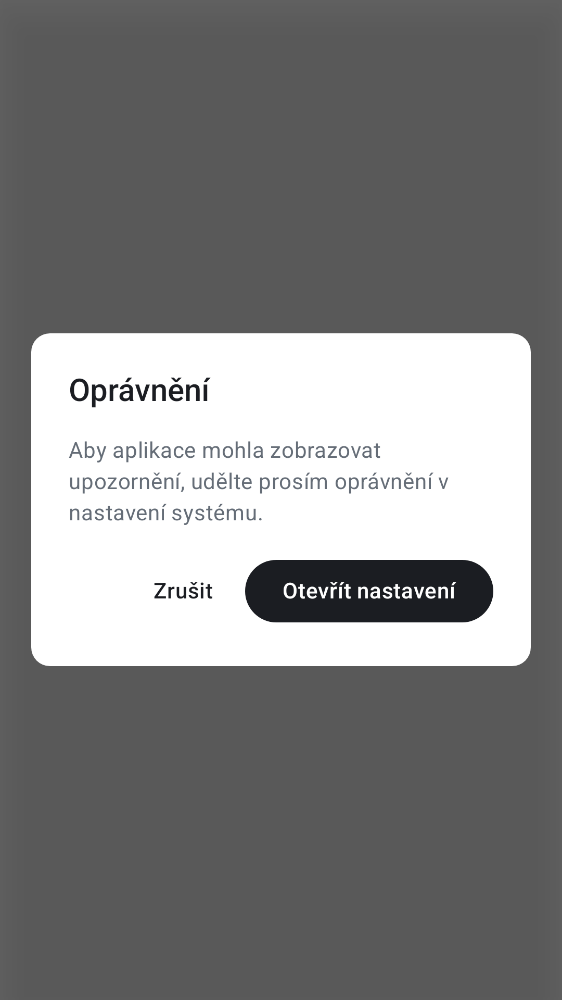 Oprávnění
Aby aplikace mohla zobrazovat
upozornění, udělte prosím oprávnění v
nastavení systému.
Zrušit
Otevřít nastavení